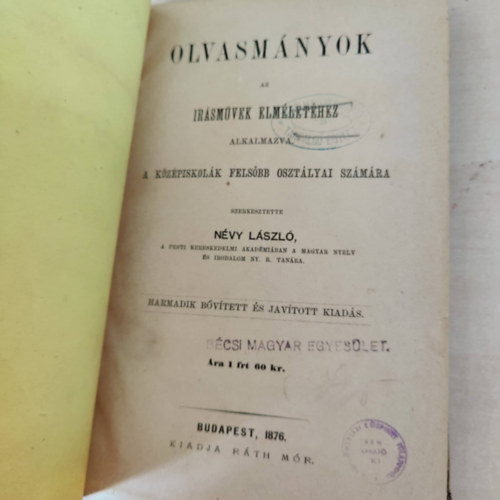 OLVASMÁNYOK
AZ
IRÁSMŰVEK ELMÉLETÉHEZ
ALKALMAZVA,
A KÖZÉPISKOLÁK FELSŐBB OSZTÁLYAI SZÁMÁRA
SZERKESZTETTE
NÉVY LÁSZLÓ,
A PESTI KERESKEDELMI AKADÉMIÁBAN A MAGYAR NYELV
ÉS IRODALOM NY. R. TANÁRA.
HARMADIK BŐVÍTETT ÉS JAVÍTOTT KIADÁS.
BÉCSI MAGYAR EGYESÜLET.
Ára 1 frt 60 kr.
BUDAPEST, 1876.
KIADJA RÁTH MÓR.